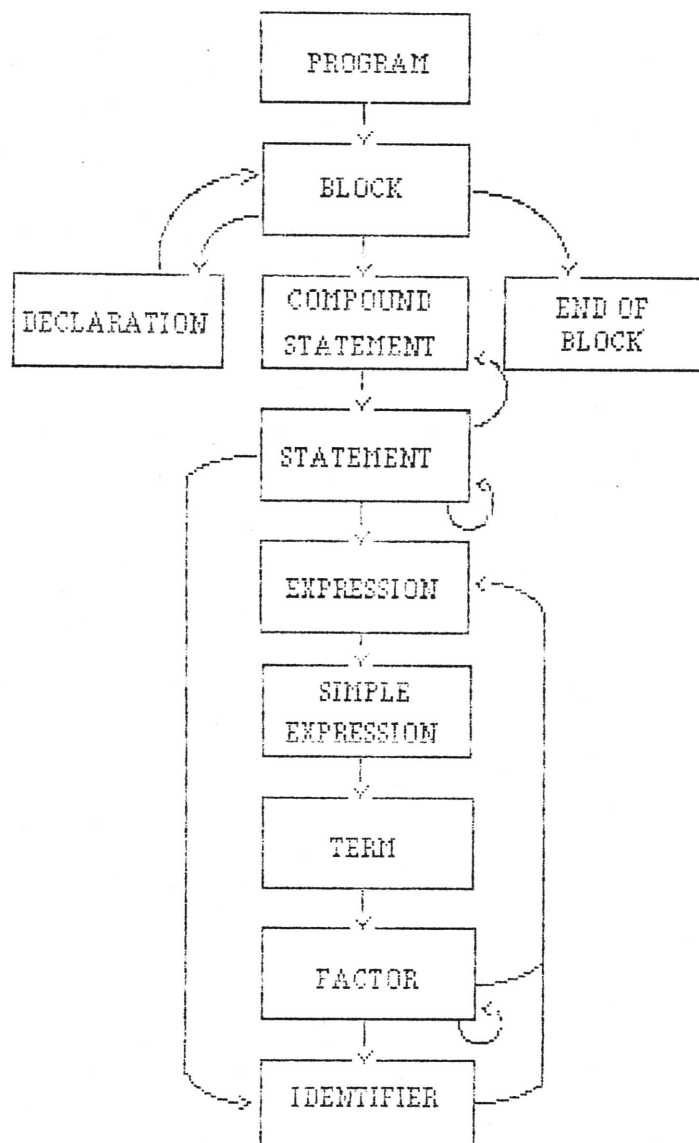 PROGRAM
BLOCK
DECLARATION
COMPOUND
STATEMENT
END OF
BLOCK
STATEMENT
EXPRESSION
SIMPLE
EXPRESSION
TERM
FACTOR
IDENTIFIER